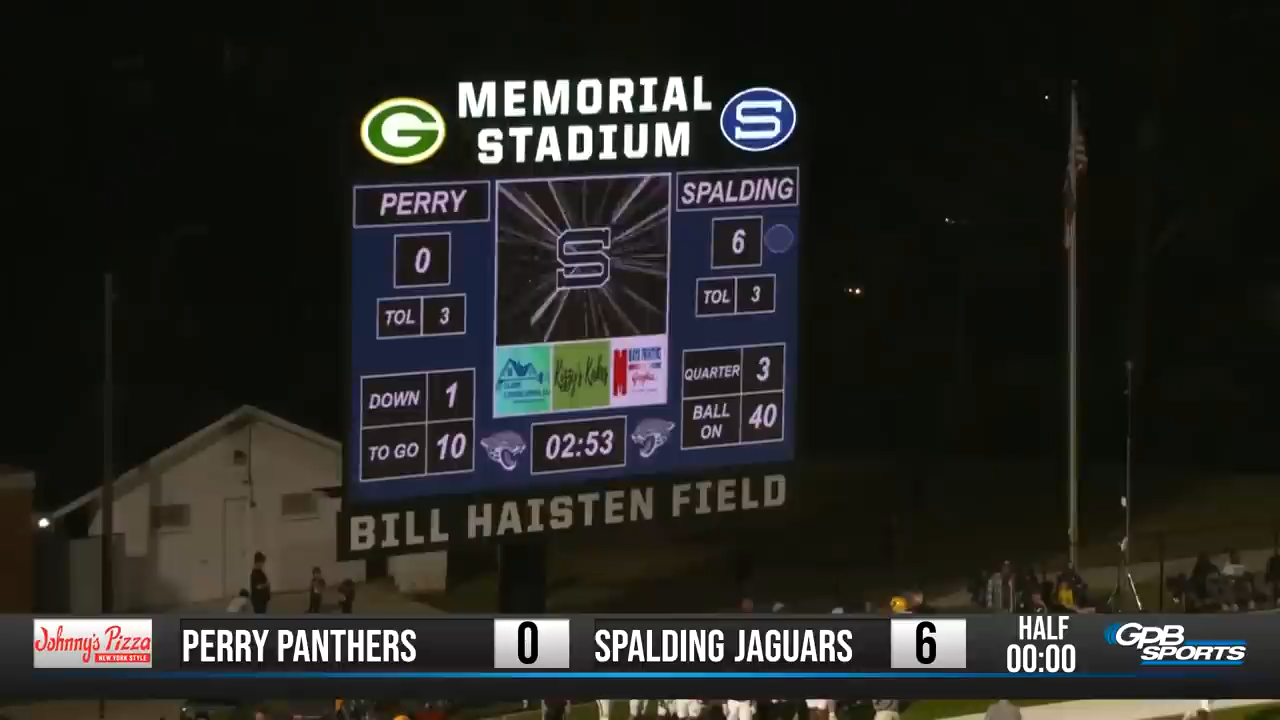 MEMORIAL
STADIUM
G
S
PERRY
SPALDING
0
6
S
TOL 3
TOL 3
Kizzy's Kakes
DOWN 1
QUARTER 3
TO GO 10
BALL ON 40
02:53
BILL HAISTEN FIELD
Johnny's Pizza
NEW YORK STYLE
PERRY PANTHERS 0 SPALDING JAGUARS 6
HALF
00:00
GPB
SPORTS